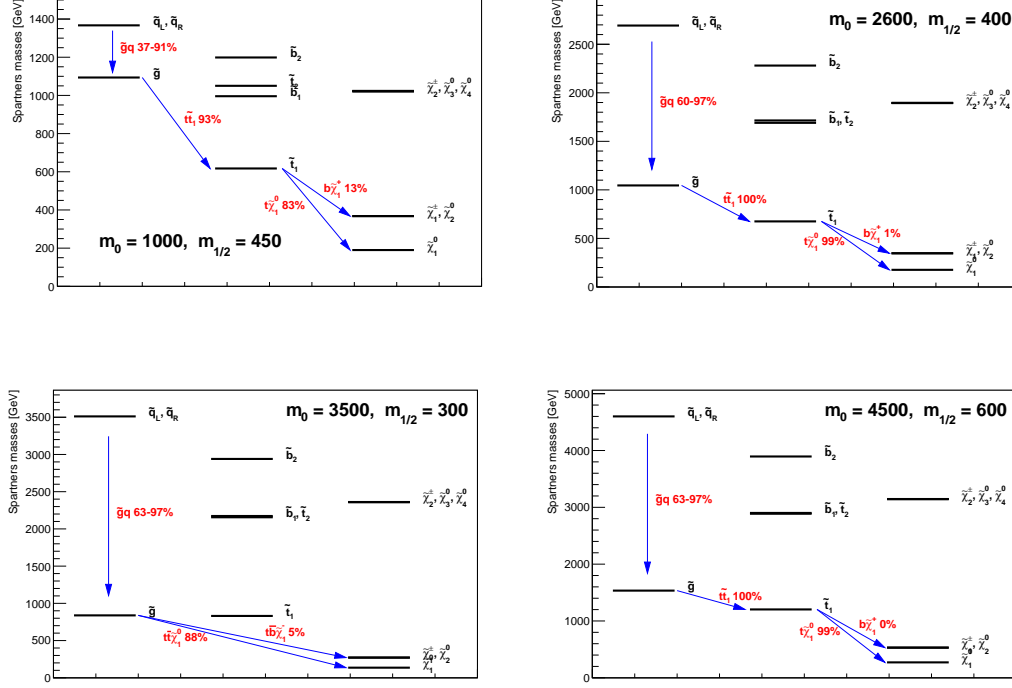 Spartners masses [GeV]
1400
1200
1000
800
600
400
200
0
q̃L, q̃R
g̃q 37-91%
g̃
b̃2
t̃2
b̃1
χ̃2±, χ̃3⁰, χ̃4⁰
tt̃1 93%
t̃1
bχ̃1⁺ 13%
tχ̃1⁰ 83%
χ̃1±, χ̃2⁰
χ̃1⁰
m0 = 1000, m1/2 = 450
Spartners masses [GeV]
2500
2000
1500
1000
500
0
m0 = 2600, m1/2 = 400
q̃L, q̃R
b̃2
g̃q 60-97%
χ̃2±, χ̃3⁰, χ̃4⁰
b̃1, t̃2
g̃
tt̃1 100%
t̃1
bχ̃1⁺ 1%
tχ̃1⁰ 99%
χ̃1±, χ̃2⁰
χ̃1⁰
Spartners masses [GeV]
3500
3000
2500
2000
1500
1000
500
0
m0 = 3500, m1/2 = 300
q̃L, q̃R
b̃2
χ̃2±, χ̃3⁰, χ̃4⁰
g̃q 63-97%
b̃1, t̃2
g̃
t̃1
tt̄χ̃1⁰ 88%
tb̄χ̃1⁻ 5%
χ̃1±, χ̃2⁰
χ̃1⁰
Spartners masses [GeV]
5000
4000
3000
2000
1000
0
m0 = 4500, m1/2 = 600
q̃L, q̃R
b̃2
g̃q 63-97%
χ̃2±, χ̃3⁰, χ̃4⁰
b̃1, t̃2
g̃
tt̃1 100%
t̃1
bχ̃1⁺ 0%
tχ̃1⁰ 99%
χ̃1±, χ̃2⁰
χ̃1⁰